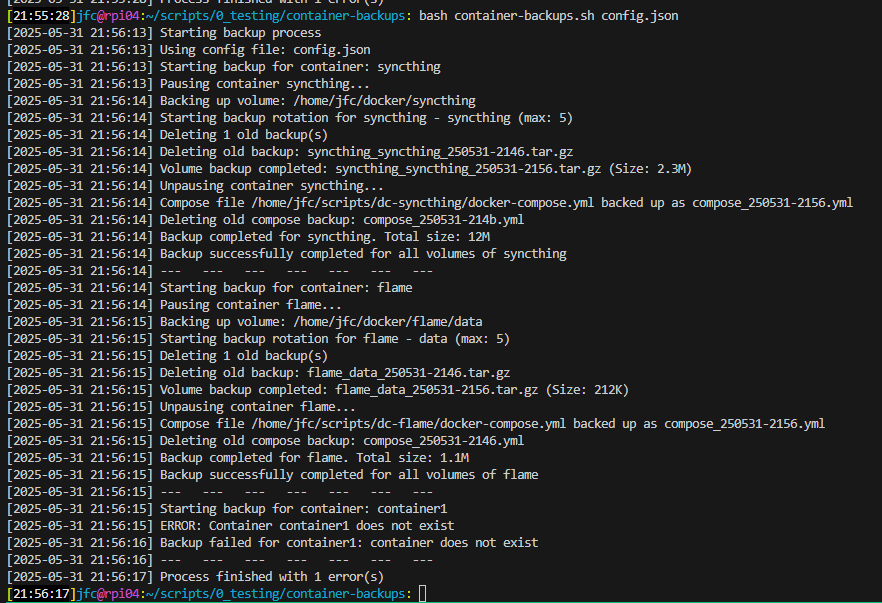 [2025-05-31 21:55:28] Process finished with 1 error(s)
[21:55:28]jfc@rpi04:~/scripts/0_testing/container-backups: bash container-backups.sh config.json
[2025-05-31 21:56:13] Starting backup process
[2025-05-31 21:56:13] Using config file: config.json
[2025-05-31 21:56:13] Starting backup for container: syncthing
[2025-05-31 21:56:13] Pausing container syncthing...
[2025-05-31 21:56:14] Backing up volume: /home/jfc/docker/syncthing
[2025-05-31 21:56:14] Starting backup rotation for syncthing - syncthing (max: 5)
[2025-05-31 21:56:14] Deleting 1 old backup(s)
[2025-05-31 21:56:14] Deleting old backup: syncthing_syncthing_250531-2146.tar.gz
[2025-05-31 21:56:14] Volume backup completed: syncthing_syncthing_250531-2156.tar.gz (Size: 2.3M)
[2025-05-31 21:56:14] Unpausing container syncthing...
[2025-05-31 21:56:14] Compose file /home/jfc/scripts/dc-syncthing/docker-compose.yml backed up as compose_250531-2156.yml
[2025-05-31 21:56:14] Deleting old compose backup: compose_250531-214b.yml
[2025-05-31 21:56:14] Backup completed for syncthing. Total size: 12M
[2025-05-31 21:56:14] Backup successfully completed for all volumes of syncthing
[2025-05-31 21:56:14] ---   ---   ---   ---   ---   ---   ---
[2025-05-31 21:56:14] Starting backup for container: flame
[2025-05-31 21:56:14] Pausing container flame...
[2025-05-31 21:56:15] Backing up volume: /home/jfc/docker/flame/data
[2025-05-31 21:56:15] Starting backup rotation for flame - data (max: 5)
[2025-05-31 21:56:15] Deleting 1 old backup(s)
[2025-05-31 21:56:15] Deleting old backup: flame_data_250531-2146.tar.gz
[2025-05-31 21:56:15] Volume backup completed: flame_data_250531-2156.tar.gz (Size: 212K)
[2025-05-31 21:56:15] Unpausing container flame...
[2025-05-31 21:56:15] Compose file /home/jfc/scripts/dc-flame/docker-compose.yml backed up as compose_250531-2156.yml
[2025-05-31 21:56:15] Deleting old compose backup: compose_250531-2146.yml
[2025-05-31 21:56:15] Backup completed for flame. Total size: 1.1M
[2025-05-31 21:56:15] Backup successfully completed for all volumes of flame
[2025-05-31 21:56:15] ---   ---   ---   ---   ---   ---   ---
[2025-05-31 21:56:15] Starting backup for container: container1
[2025-05-31 21:56:15] ERROR: Container container1 does not exist
[2025-05-31 21:56:16] Backup failed for container1: container does not exist
[2025-05-31 21:56:16] ---   ---   ---   ---   ---   ---   ---
[2025-05-31 21:56:17] Process finished with 1 error(s)
[21:56:17]jfc@rpi04:~/scripts/0_testing/container-backups: